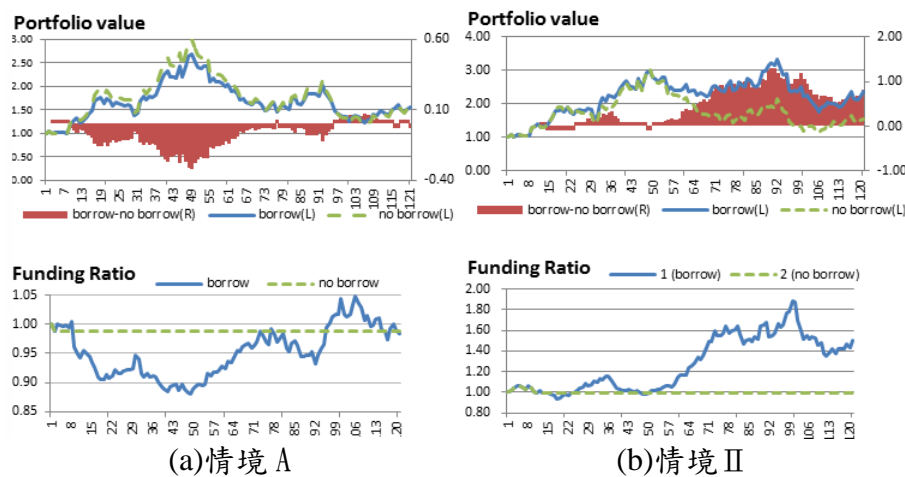 Portfolio value
3.00
2.50
2.00
1.50
1.00
0.50
0.00
0.60
0.10
-0.40
1 7 13 19 25 31 37 43 49 55 61 67 73 79 85 91 97 103 109 115 121
borrow-no borrow(R) borrow(L) no borrow(L)
Portfolio value
4.00
3.00
2.00
1.00
0.00
2.00
1.00
0.00
-1.00
1 8 15 22 29 36 43 50 57 64 71 78 85 92 99 106 113 120
borrow-no borrow(R) borrow(L) no borrow(L)
Funding Ratio
borrow no borrow
1.05
1.00
0.95
0.90
0.85
1 8 15 22 29 36 43 50 57 64 71 78 85 92 99 06 13 20
Funding Ratio
1 (borrow) 2 (no borrow)
2.00
1.80
1.60
1.40
1.20
1.00
0.80
1 8 15 22 29 36 43 50 57 64 71 78 85 92 99 106 113 120
(a)情境 A
(b)情境 Ⅱ